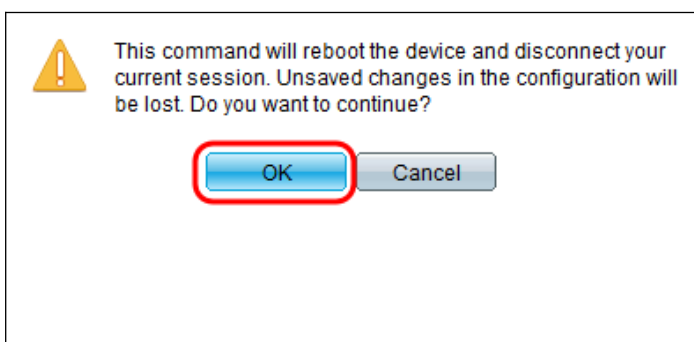 This command will reboot the device and disconnect your
current session. Unsaved changes in the configuration will
be lost. Do you want to continue?
OK
Cancel